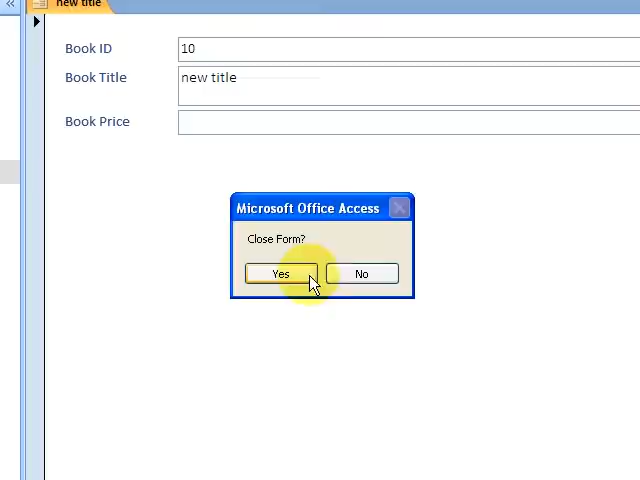 new title
Book ID 10
Book Title new title
Book Price
Microsoft Office Access
Close Form?
Yes No